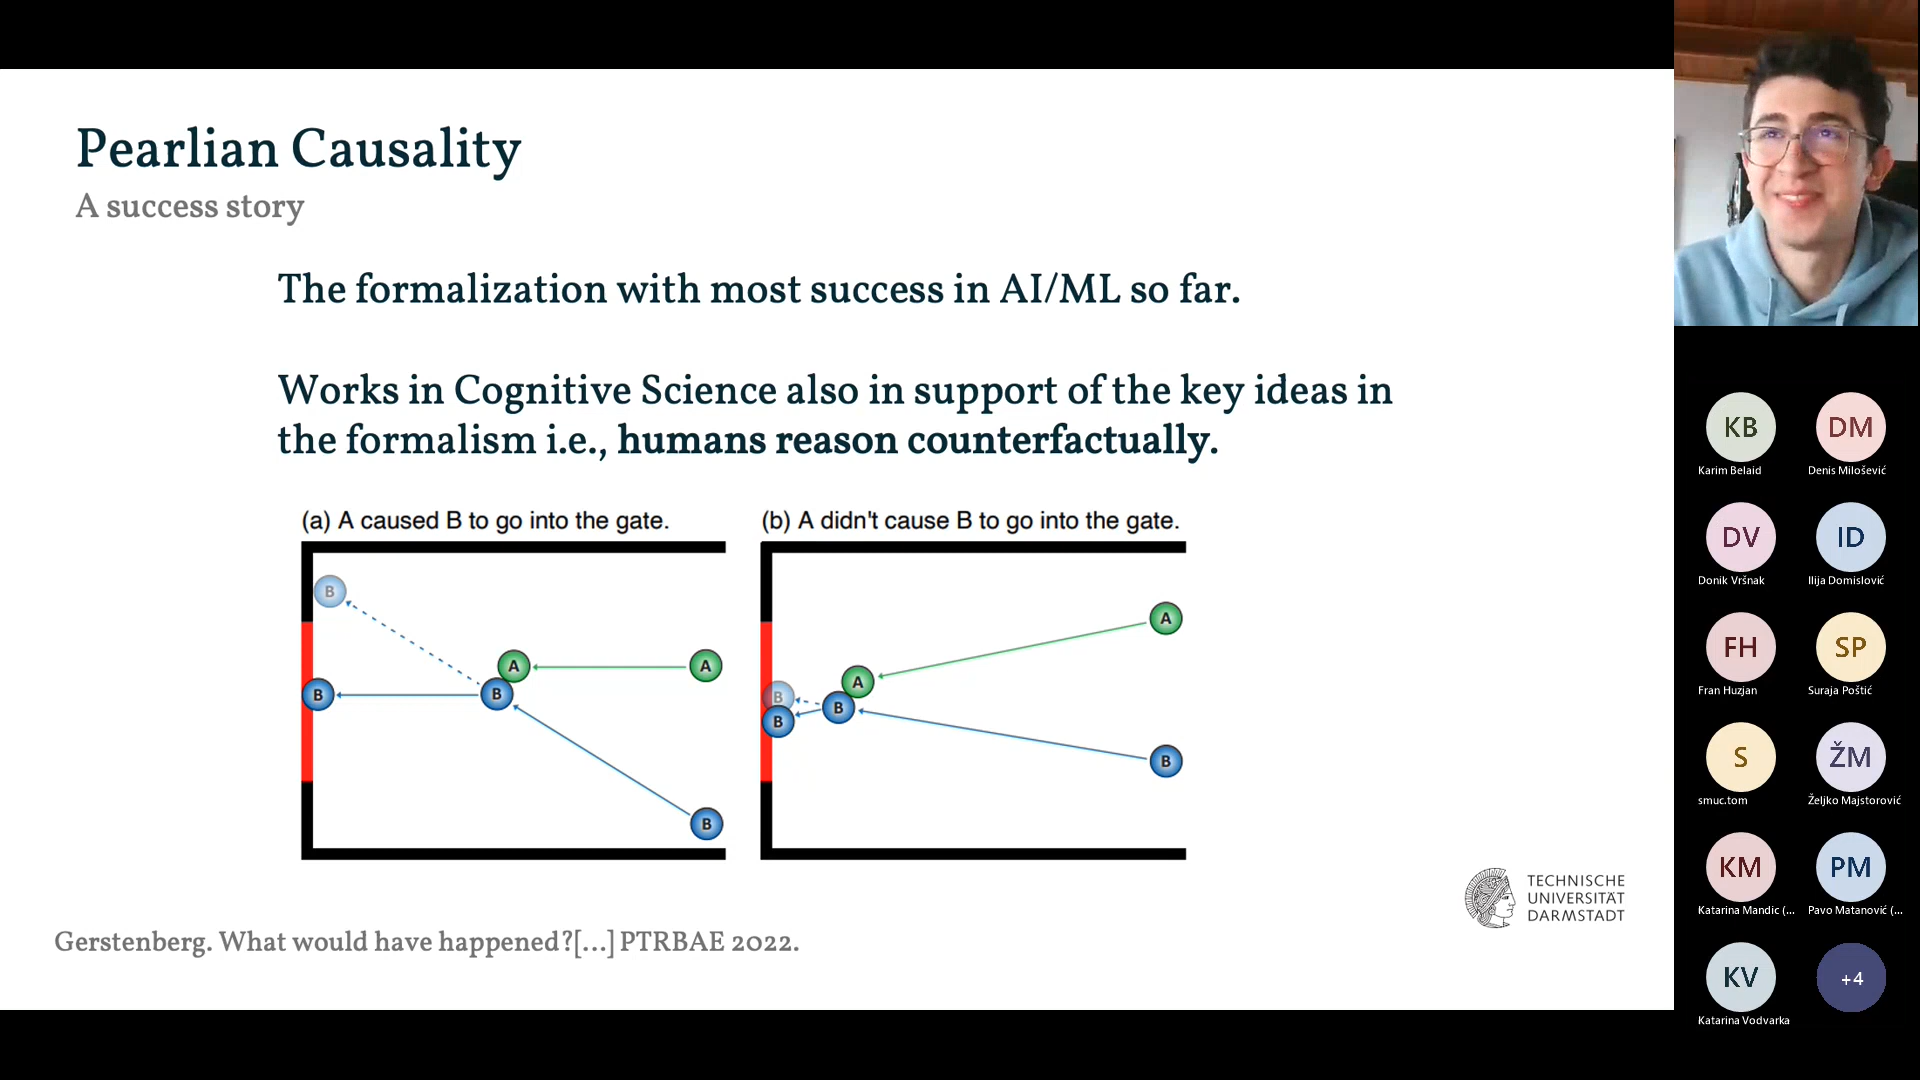 Pearlian Causality
A success story
The formalization with most success in AI/ML so far.
Works in Cognitive Science also in support of the key ideas in
the formalism i.e., humans reason counterfactually.
(a) A caused B to go into the gate.
B
A
A
B
B
B
(b) A didn't cause B to go into the gate.
A
A
B
B
B
B
TECHNISCHE
UNIVERSITÄT
DARMSTADT
Gerstenberg. What would have happened?[...] PTRBAE 2022.
KB
Karim Belaid
DM
Denis Milošević
DV
Donik Vršnak
ID
Ilija Domislović
FH
Fran Huzjan
SP
Suraja Poštić
S
smuc.tom
ŽM
Željko Majstorović
KM
Katarina Mandic (...
PM
Pavo Matanović (...
KV
Katarina Vodvarka
+4